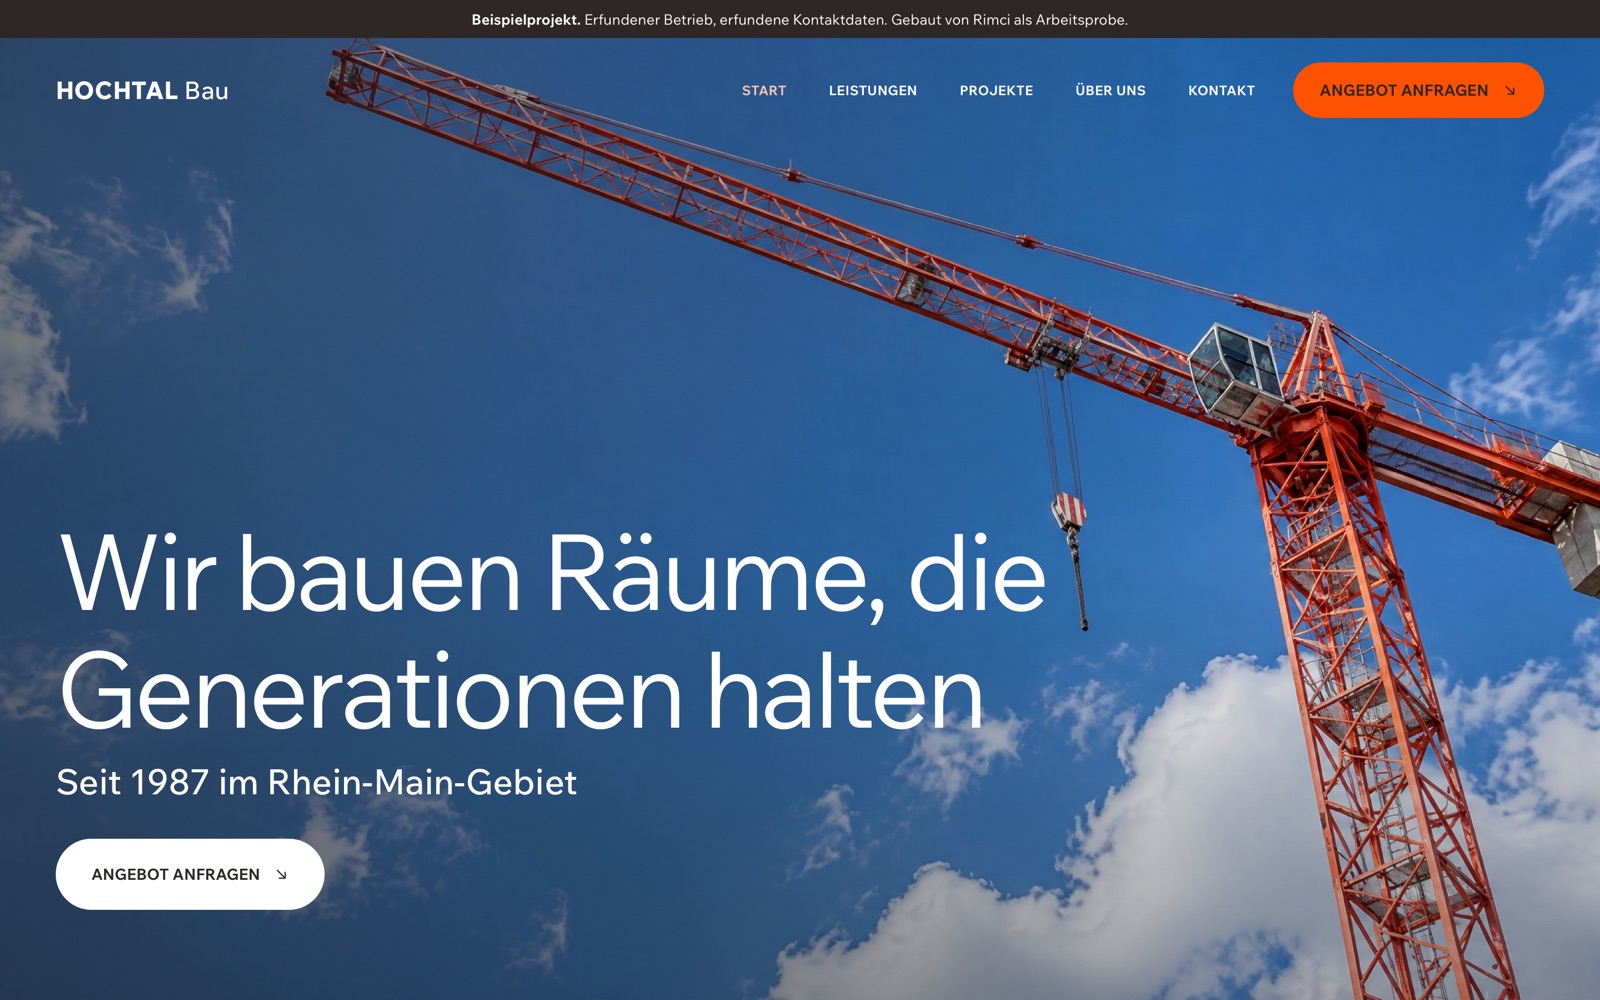 Beispielprojekt. Erfundener Betrieb, erfundene Kontaktdaten. Gebaut von Rimci als Arbeitsprobe.
HOCHTAL Bau
START
LEISTUNGEN
PROJEKTE
ÜBER UNS
KONTAKT
ANGEBOT ANFRAGEN
Wir bauen Räume, die
Generationen halten
Seit 1987 im Rhein-Main-Gebiet
ANGEBOT ANFRAGEN